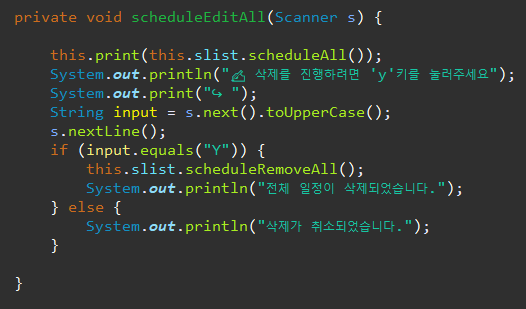 private void scheduleEditAll(Scanner s) {
this.print(this.slist.scheduleAll());
System.out.println("✍ 삭제를 진행하려면 'y'키를 눌러주세요");
System.out.print("↪ ");
String input = s.next().toUpperCase();
s.nextLine();
if (input.equals("Y")) {
this.slist.scheduleRemoveAll();
System.out.println("전체 일정이 삭제되었습니다.");
} else {
System.out.println("삭제가 취소되었습니다.");
}
}